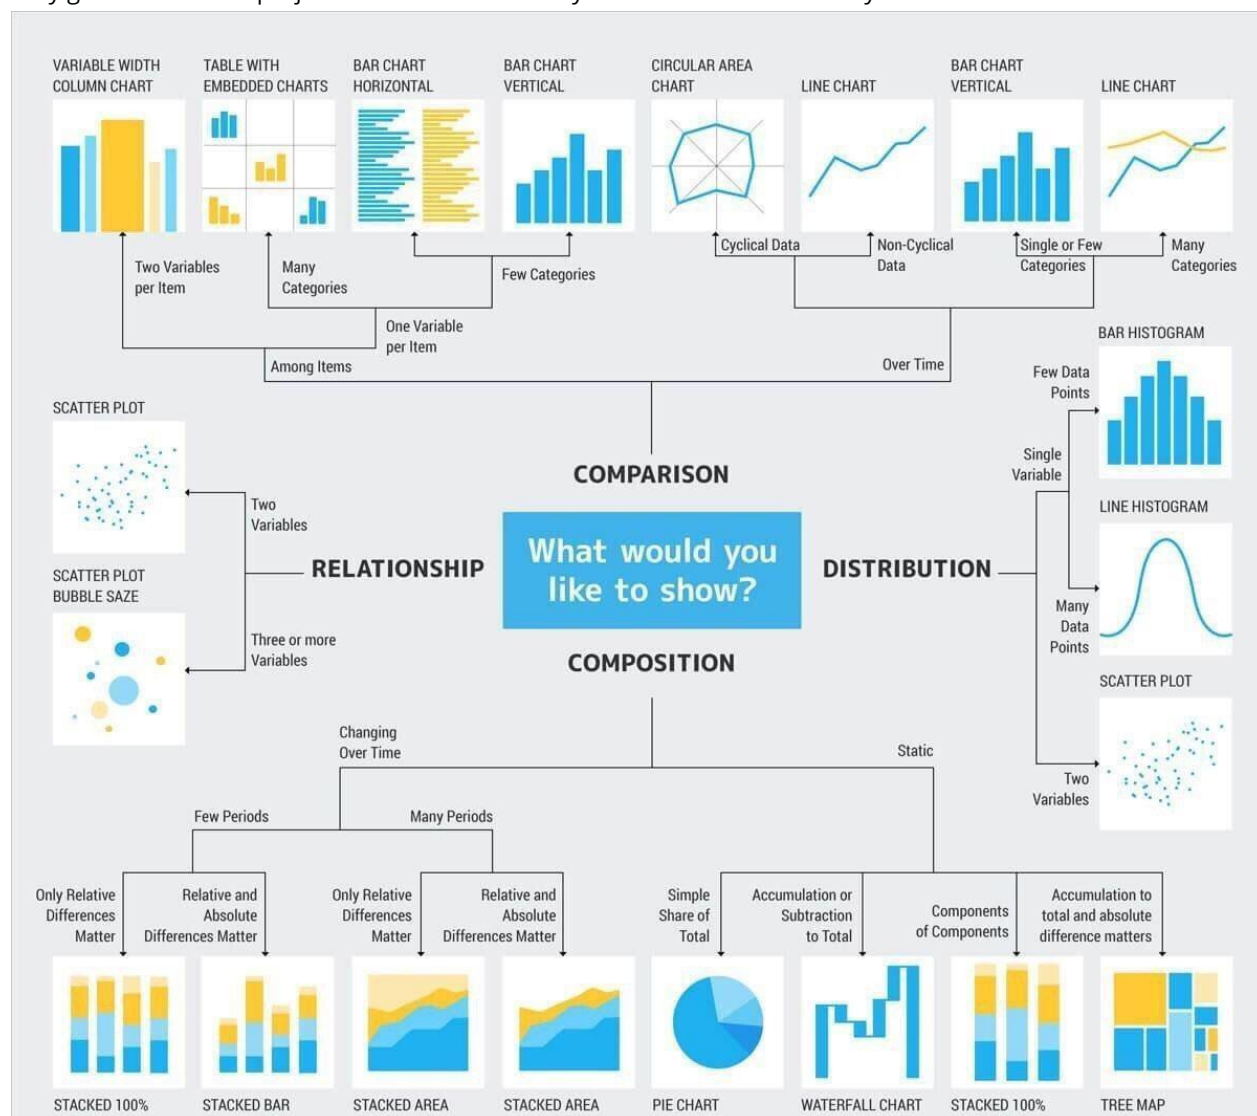 VARIABLE WIDTH
COLUMN CHART
TABLE WITH
EMBEDDED CHARTS
BAR CHART
HORIZONTAL
BAR CHART
VERTICAL
CIRCULAR AREA
CHART
LINE CHART
BAR CHART
VERTICAL
LINE CHART
Two Variables
per Item
Many
Categories
Few Categories
Cyclical Data
Non-Cyclical
Data
Single or Few
Categories
Many
Categories
One Variable
per Item
Among Items
Over Time
BAR HISTOGRAM
Few Data
Points
SCATTER PLOT
Single
Variable
COMPARISON
Two
Variables
LINE HISTOGRAM
RELATIONSHIP
What would you
like to show?
DISTRIBUTION
SCATTER PLOT
BUBBLE SAZE
Many
Data
Points
Three or more
Variables
COMPOSITION
SCATTER PLOT
Two
Variables
Changing
Over Time
Static
Few Periods
Many Periods
Only Relative
Differences
Matter
Relative and
Absolute
Differences Matter
Only Relative
Differences
Matter
Relative and
Absolute
Differences Matter
Simple
Share of
Total
Accumulation or
Subtraction
to Total
Components
of Components
Accumulation to
total and absolute
difference matters
STACKED 100%
STACKED BAR
STACKED AREA
STACKED AREA
PIE CHART
WATERFALL CHART
STACKED 100%
TREE MAP